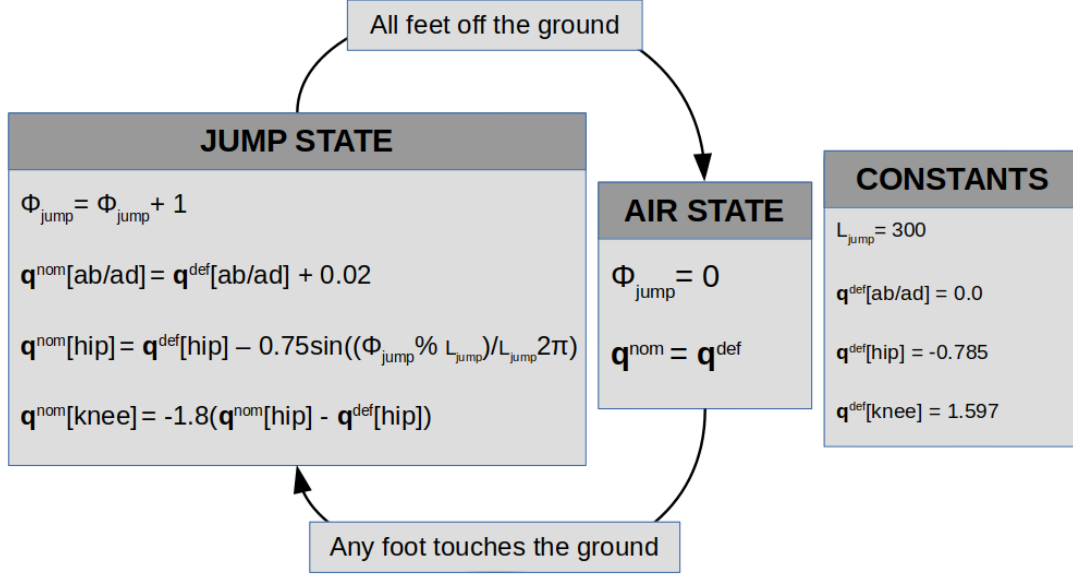 All feet off the ground
JUMP STATE
Φjump= Φjump+ 1
qnom[ab/ad] = qdef[ab/ad] + 0.02
qnom[hip] = qdef[hip] – 0.75sin((Φjump% Ljump)/Ljump2π)
qnom[knee] = -1.8(qnom[hip] - qdef[hip])
AIR STATE
Φjump= 0
qnom = qdef
CONSTANTS
Ljump= 300
qdef[ab/ad] = 0.0
qdef[hip] = -0.785
qdef[knee] = 1.597
Any foot touches the ground